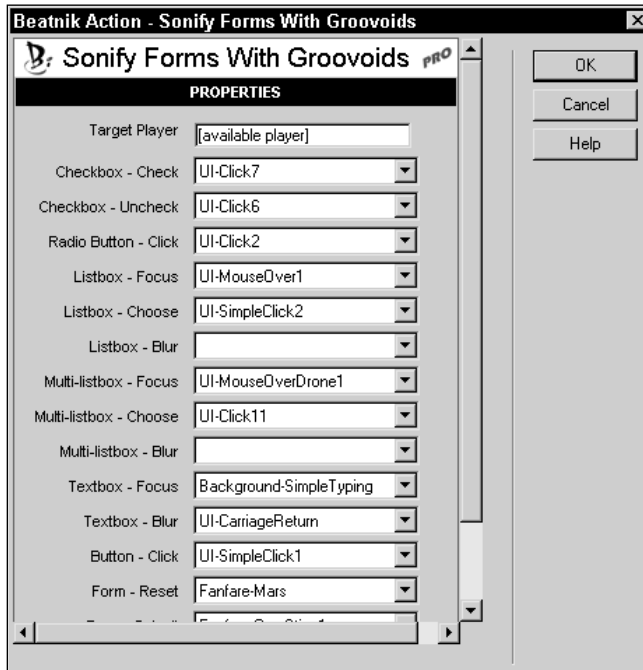 Beatnik Action - Sonify Forms With Groovoids
B: Sonify Forms With Groovoids PRO
PROPERTIES
Target Player [available player]
Checkbox - Check UI-Click7
Checkbox - Uncheck UI-Click6
Radio Button - Click UI-Click2
Listbox - Focus UI-MouseOver1
Listbox - Choose UI-SimpleClick2
Listbox - Blur
Multi-listbox - Focus UI-MouseOverDrone1
Multi-listbox - Choose UI-Click11
Multi-listbox - Blur
Textbox - Focus Background-SimpleTyping
Textbox - Blur UI-CarriageReturn
Button - Click UI-SimpleClick1
Form - Reset Fanfare-Mars
OK
Cancel
Help